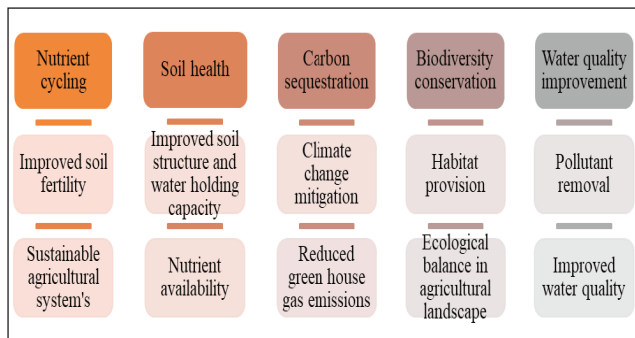 Nutrient
cycling
Improved soil
fertility
Sustainable
agricultural
system's
Soil health
Improved soil
structure and
water holding
capacity
Nutrient
availability
Carbon
sequestration
Climate
change
mitigation
Reduced
green house
gas emissions
Biodiversity
conservation
Habitat
provision
Ecological
balance in
agricultural
landscape
Water quality
improvement
Pollutant
removal
Improved
water quality